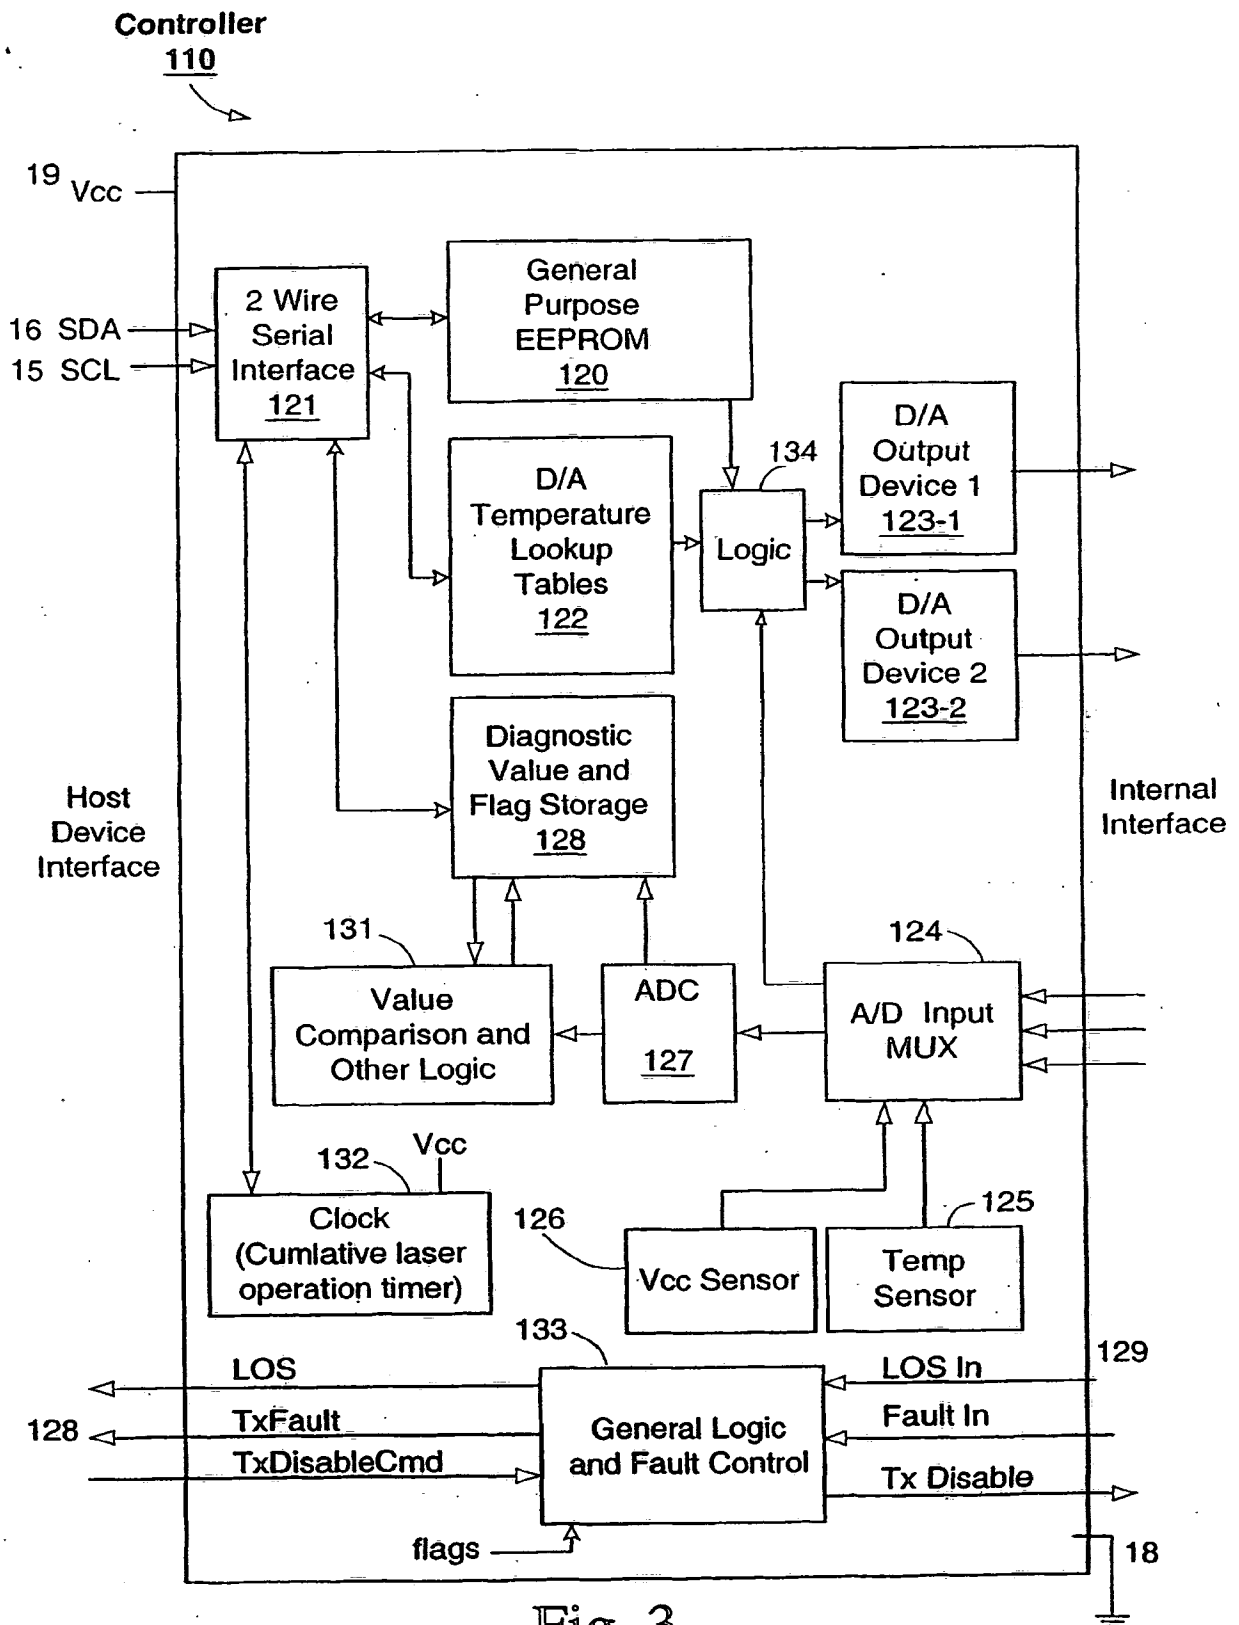 Controller
110
19 Vcc
16 SDA
15 SCL
2 Wire
Serial
Interface
121
General
Purpose
EEPROM
120
D/A
Temperature
Lookup
Tables
122
134
Logic
D/A
Output
Device 1
123-1
D/A
Output
Device 2
123-2
Host
Device
Interface
Diagnostic
Value and
Flag Storage
128
Internal
Interface
131
Value
Comparison and
Other Logic
ADC
127
124
A/D Input
MUX
132
Vcc
Clock
(Cumlative laser
operation timer)
126
Vcc Sensor
125
Temp
Sensor
133
General Logic
and Fault Control
LOS
128
TxFault
TxDisableCmd
129
LOS In
Fault In
Tx Disable
flags
18
Fig. 3